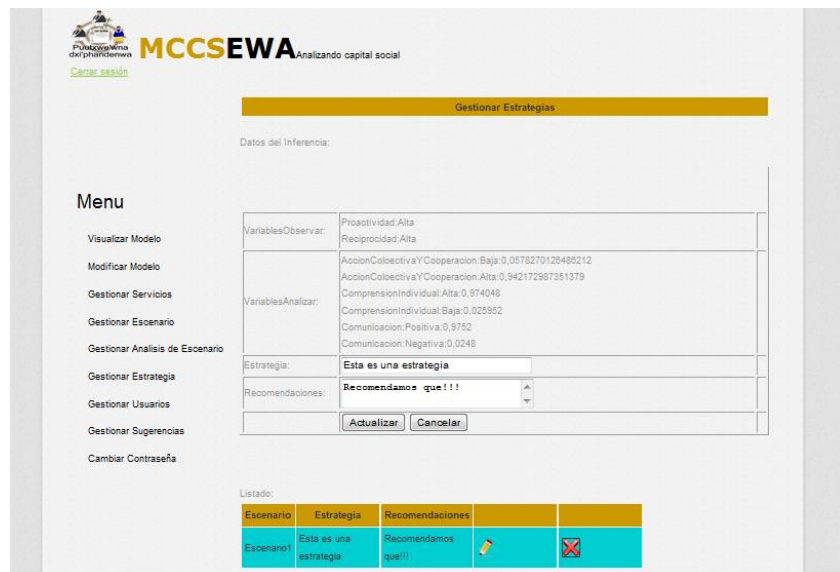 Puutxwe'wna
dxi'phandenwa
MCCSEWA Analizando capital social
Cerrar sesión
Gestionar Estrategias
Datos del Inferencia:
Menu
Visualizar Modelo
Modificar Modelo
Gestionar Servicios
Gestionar Escenario
Gestionar Analisis de Escenario
Gestionar Estrategia
Gestionar Usuarios
Gestionar Sugerencias
Cambiar Contraseña
VariablesObservar:
Proactividad:Alta
Reciprocidad:Alta
VariablesAnalizar:
AccionColoectivaYCooperacion:Baja:0,0578270126486212
AccionColoectivaYCooperacion:Alta:0,942172987351379
ComprensionIndividual:Alta:0,974048
ComprensionIndividual:Baja:0,025952
Comunicacion:Positiva:0,9752
Comunicacion:Negativa:0,0248
Estrategia: Esta es una estrategia
Recomendaciones: Recomendamos que!!!
Actualizar Cancelar
Listado:
Escenario Estrategia Recomendaciones
Escenario1 Esta es una estrategia Recomendamos que!!!